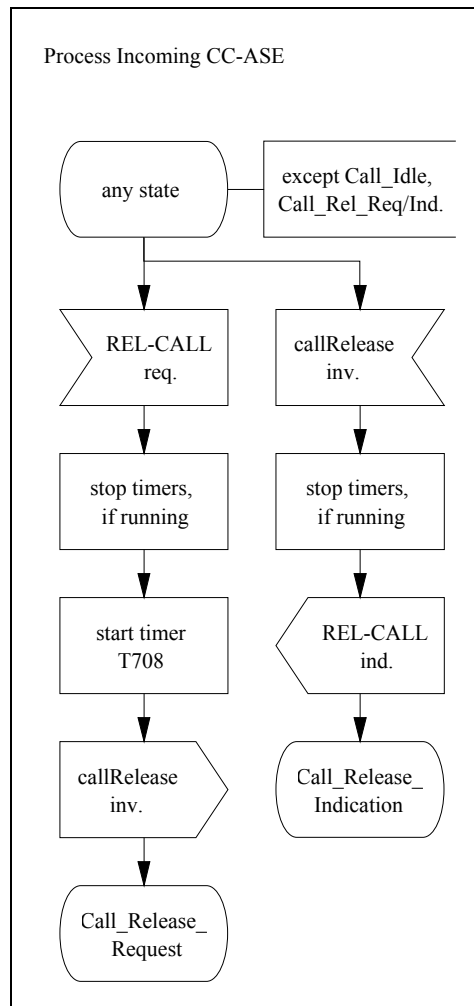 Process Incoming CC-ASE
any state
except Call_Idle,
Call_Rel_Req/Ind.
REL-CALL
req.
stop timers,
if running
start timer
T708
callRelease
inv.
Call_Release_
Request
callRelease
inv.
stop timers,
if running
REL-CALL
ind.
Call_Release_
Indication